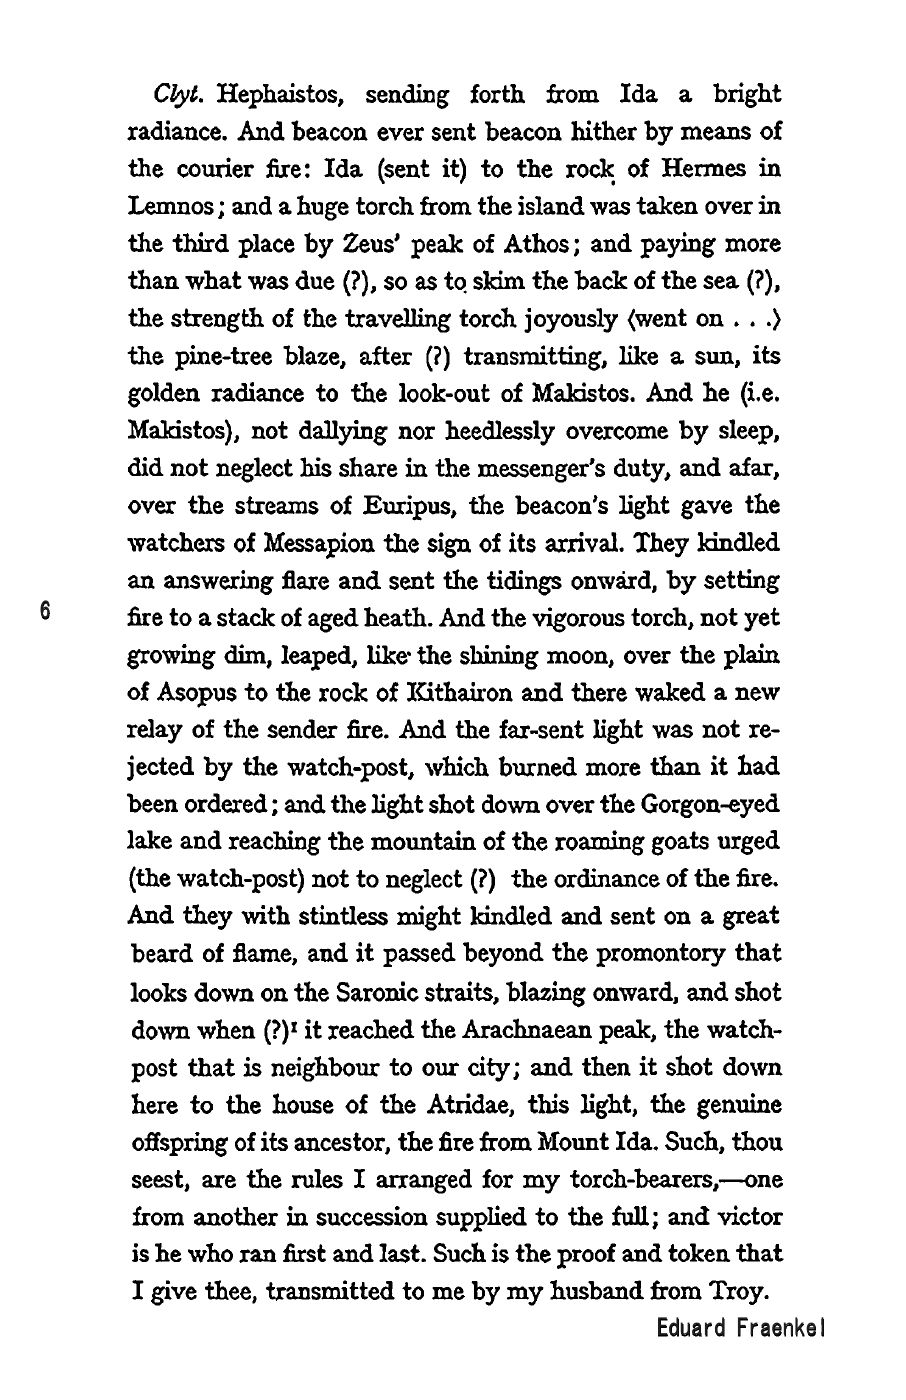 Clyt. Hephaistos, sending forth from Ida a bright
radiance. And beacon ever sent beacon hither by means of
the courier fire: Ida (sent it) to the rock of Hermes in
Lemnos; and a huge torch from the island was taken over in
the third place by Zeus' peak of Athos; and paying more
than what was due (?), so as to skim the back of the sea (?),
the strength of the travelling torch joyously ⟨went on . . .⟩
the pine-tree blaze, after (?) transmitting, like a sun, its
golden radiance to the look-out of Makistos. And he (i.e.
Makistos), not dallying nor heedlessly overcome by sleep,
did not neglect his share in the messenger's duty, and afar,
over the streams of Euripus, the beacon's light gave the
watchers of Messapion the sign of its arrival. They kindled
an answering flare and sent the tidings onward, by setting
6 fire to a stack of aged heath. And the vigorous torch, not yet
growing dim, leaped, like the shining moon, over the plain
of Asopus to the rock of Kithairon and there waked a new
relay of the sender fire. And the far-sent light was not re-
jected by the watch-post, which burned more than it had
been ordered; and the light shot down over the Gorgon-eyed
lake and reaching the mountain of the roaming goats urged
(the watch-post) not to neglect (?) the ordinance of the fire.
And they with stintless might kindled and sent on a great
beard of flame, and it passed beyond the promontory that
looks down on the Saronic straits, blazing onward, and shot
down when (?)¹ it reached the Arachnaean peak, the watch-
post that is neighbour to our city; and then it shot down
here to the house of the Atridae, this light, the genuine
offspring of its ancestor, the fire from Mount Ida. Such, thou
seest, are the rules I arranged for my torch-bearers,—one
from another in succession supplied to the full; and victor
is he who ran first and last. Such is the proof and token that
I give thee, transmitted to me by my husband from Troy.
Eduard Fraenkel